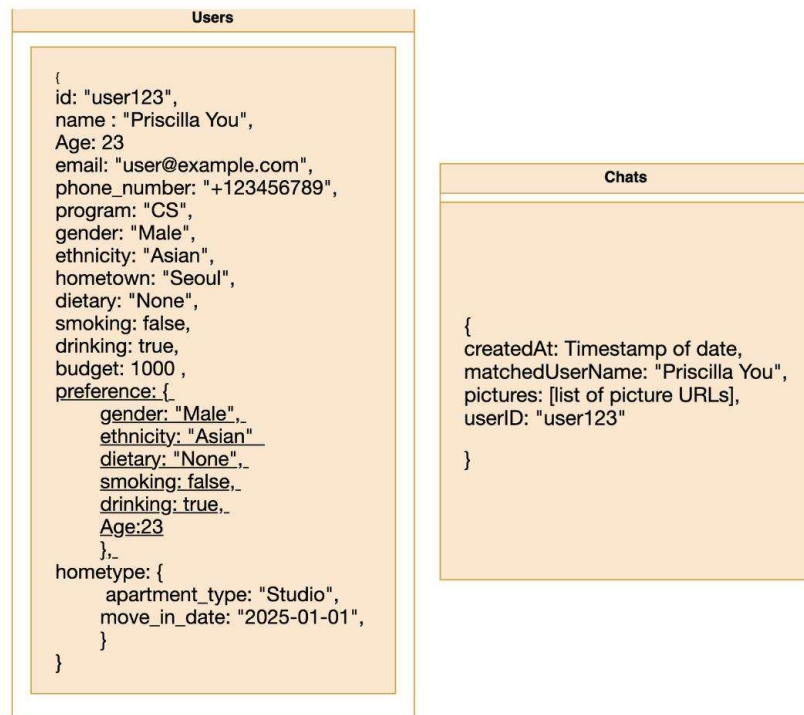 Users
{
id: "user123",
name : "Priscilla You",
Age: 23
email: "user@example.com",
phone_number: "+123456789",
program: "CS",
gender: "Male",
ethnicity: "Asian",
hometown: "Seoul",
dietary: "None",
smoking: false,
drinking: true,
budget: 1000 ,
preference: {
gender: "Male",
ethnicity: "Asian"
dietary: "None",
smoking: false,
drinking: true,
Age:23
},
hometype: {
apartment_type: "Studio",
move_in_date: "2025-01-01",
}
}
Chats
{
createdAt: Timestamp of date,
matchedUserName: "Priscilla You",
pictures: [list of picture URLs],
userID: "user123"
}